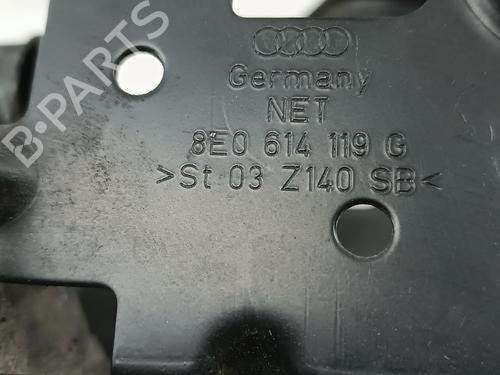 Germany
NET
8E0 614 119 G
>St 03 Z140 SB<
B-PARTS